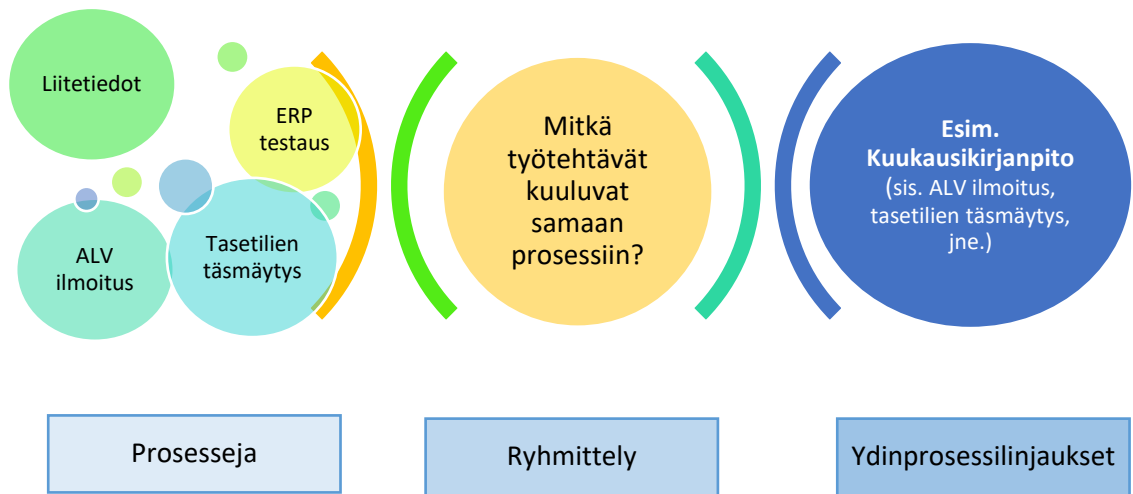 Liitetiedot
ERP
testaus
ALV
ilmoitus
Tasetilien
täsmäytys
Mitkä
työtehtävät
kuuluvat
samaan
prosessiin?
Esim.
Kuukausikirjanpito
(sis. ALV ilmoitus,
tasetilien täsmäytys,
jne.)
Prosesseja
Ryhmittely
Ydinprosessilinjaukset